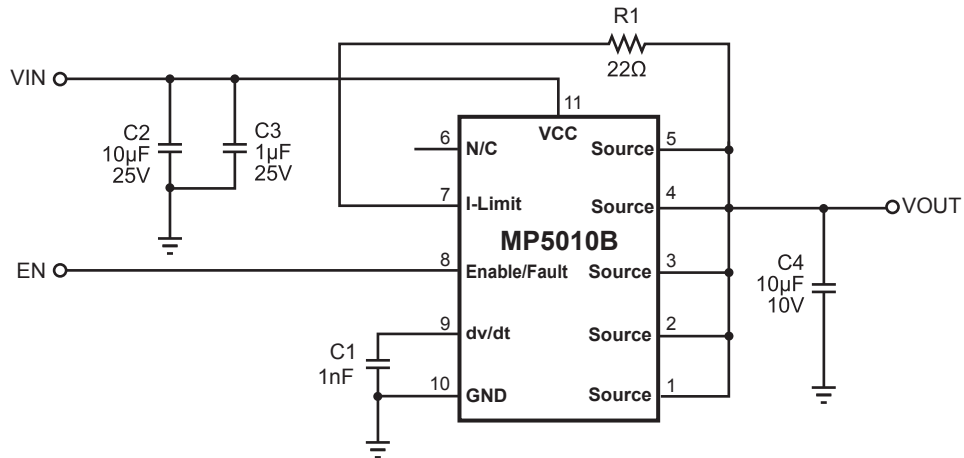 R1
22Ω
VIN
11
VCC
C2
10µF
25V
C3
1µF
25V
6
N/C
Source
5
7
I-Limit
Source
4
VOUT
MP5010B
EN
8
Enable/Fault
Source
3
C4
10µF
10V
9
dv/dt
Source
2
C1
1nF
10
GND
Source
1